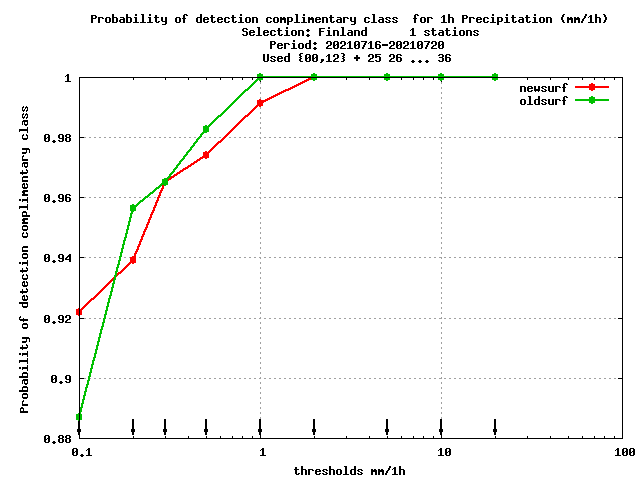 Probability of detection complimentary class  for 1h Precipitation (mm/1h)
Selection: Finland      1 stations
Period: 20210716-20210720
Used {00,12} + 25 26 ... 36
newsurf
oldsurf
Probability of detection complimentary class
1
0.98
0.96
0.94
0.92
0.9
0.88
0.1 1 10 100
thresholds mm/1h